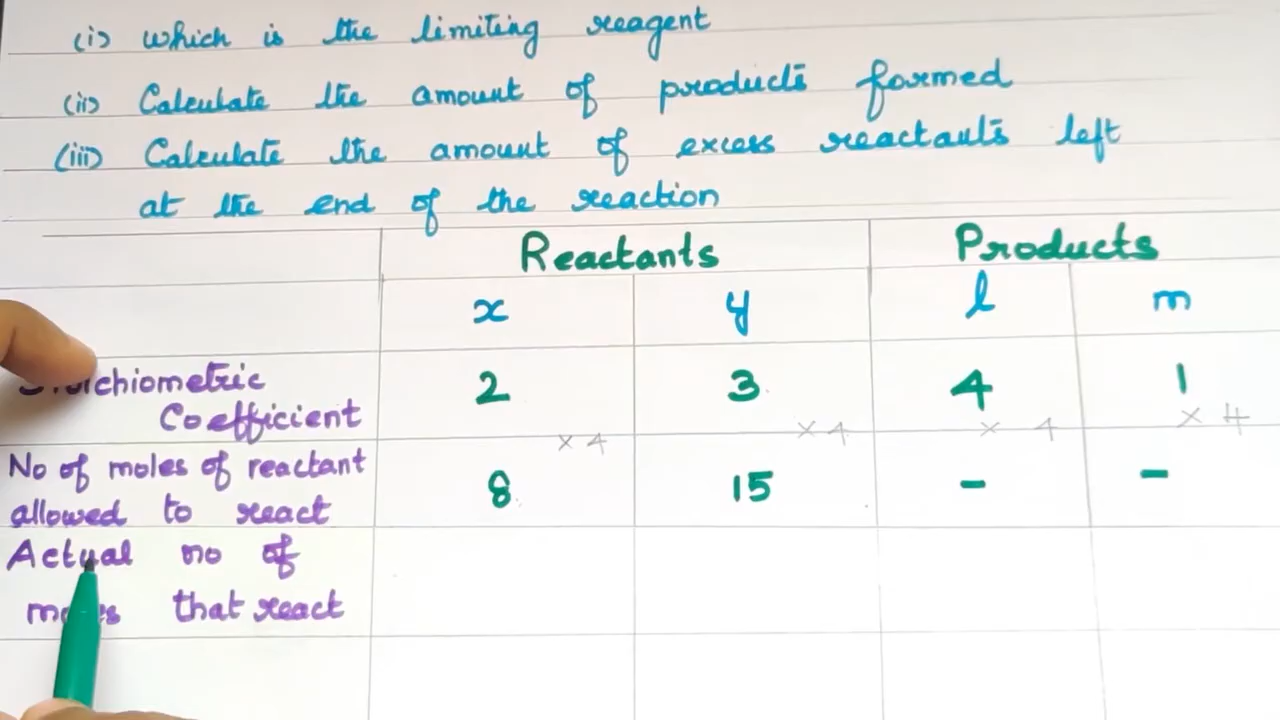 (i) which is the limiting reagent
(ii) Calculate the amount of products formed
(iii) Calculate the amount of excess reactants left
at the end of the reaction
Reactants Products
x y l m
Stoichiometric
Coefficient 2 3 4 1
× 4 × 4 × 4 × 4
No of moles of reactant
allowed to react 8 15 - -
Actual no of
moles that react